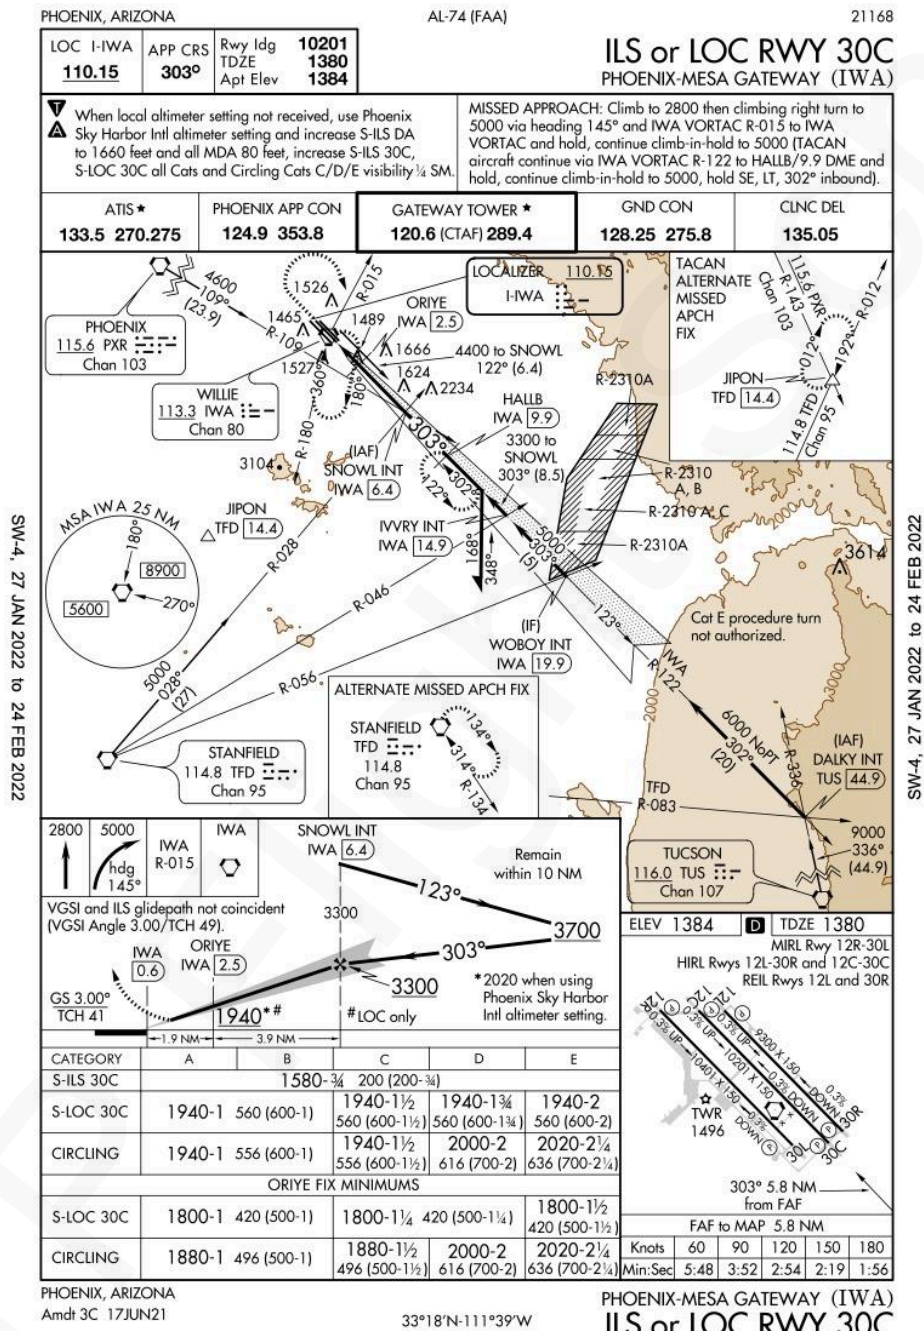 PHOENIX, ARIZONA
AL-74 (FAA)
21168
LOC I-IWA
110.15
APP CRS
303°
Rwy ldg 10201
TDZE 1380
Apt Elev 1384
ILS or LOC RWY 30C
PHOENIX-MESA GATEWAY (IWA)
T
A
When local altimeter setting not received, use Phoenix
Sky Harbor Intl altimeter setting and increase S-ILS DA
to 1660 feet and all MDA 80 feet, increase S-ILS 30C,
S-LOC 30C all Cats and Circling Cats C/D/E visibility ¼ SM.
MISSED APPROACH: Climb to 2800 then climbing right turn to
5000 via heading 145° and IWA VORTAC R-015 to IWA
VORTAC and hold, continue climb-in-hold to 5000 (TACAN
aircraft continue via IWA VORTAC R-122 to HALLB/9.9 DME and
hold, continue climb-in-hold to 5000, hold SE, LT, 302° inbound).
ATIS★
133.5 270.275
PHOENIX APP CON
124.9 353.8
GATEWAY TOWER★
120.6 (CTAF) 289.4
GND CON
128.25 275.8
CLNC DEL
135.05
4600
109°
(23.9)
R-109
PHOENIX
115.6 PXR
Chan 103
1526
1465
1527
R-015
1489
ORIYE
IWA 2.5
1666
1624
2234
LOCALIZER 110.15
I-IWA
4400 to SNOWL
122° (6.4)
WILLIE
113.3 IWA
Chan 80
360°
180°
R-180
303°
HALLB
IWA 9.9
3300 to
SNOWL
303° (8.5)
(IAF)
SNOWL INT
IWA 6.4
302°
122°
3104
R-2310A
R-2310
A, B
R-2310 A, C
R-2310A
TACAN
ALTERNATE
MISSED
APCH
FIX
115.6 PXR
R-143
Chan 103
R-012
012°
192°
JIPON
TFD 14.4
114.8 TFD
Chan 95
MSA IWA 25 NM
180°
8900
5600
270°
JIPON
TFD 14.4
R-028
IVVRY INT
IWA 14.9
168°
348°
5000
303°
(5)
3614
R-046
Cat E procedure turn
not authorized.
(IF)
WOBOY INT
IWA 19.9
123°
IWA
R-122
5000
028°
(27)
R-056
2000
3000
STANFIELD
114.8 TFD
Chan 95
ALTERNATE MISSED APCH FIX
STANFIELD
TFD
114.8
Chan 95
134°
314°
R-134
6000 NoPT
302°
(20)
R-336
(IAF)
DALKY INT
TUS 44.9
TFD
R-083
9000
336°
(44.9)
TUCSON
116.0 TUS
Chan 107
2800
5000
hdg
145°
IWA
R-015
IWA
SNOWL INT
IWA 6.4
Remain
within 10 NM
VGSI and ILS glidepath not coincident
(VGSI Angle 3.00/TCH 49).
123°
3300
3700
303°
3300
IWA
0.6
ORIYE
IWA 2.5
GS 3.00°
TCH 41
1940*#
#LOC only
*2020 when using
Phoenix Sky Harbor
Intl altimeter setting.
1.9 NM
3.9 NM
CATEGORY A B C D E
S-ILS 30C 1580-¾ 200 (200-¾)
S-LOC 30C 1940-1 560 (600-1) 1940-1½ 560 (600-1½) 1940-1¾ 560 (600-1¾) 1940-2 560 (600-2)
CIRCLING 1940-1 556 (600-1) 1940-1½ 556 (600-1½) 2000-2 616 (700-2) 2020-2¼ 636 (700-2¼)
ORIYE FIX MINIMUMS
S-LOC 30C 1800-1 420 (500-1) 1800-1¼ 420 (500-1¼) 1800-1½ 420 (500-1½)
CIRCLING 1880-1 496 (500-1) 1880-1½ 496 (500-1½) 2000-2 616 (700-2) 2020-2¼ 636 (700-2¼)
ELEV 1384
D
TDZE 1380
MIRL Rwy 12R-30L
HIRL Rwys 12L-30R and 12C-30C
REIL Rwys 12L and 30R
12R
12C
12L
0.3% UP
0.3% UP
0.3% UP
9300 X 150
10201 X 150
10401 X 150
0.3% DOWN
0.3% DOWN
0.3% DOWN
30R
30C
30L
TWR
1496
303° 5.8 NM
from FAF
FAF to MAP 5.8 NM
Knots 60 90 120 150 180
Min:Sec 5:48 3:52 2:54 2:19 1:56
PHOENIX, ARIZONA
Amdt 3C 17JUN21
33°18'N-111°39'W
PHOENIX-MESA GATEWAY (IWA)
ILS or LOC RWY 30C
SW-4, 27 JAN 2022 to 24 FEB 2022
SW-4, 27 JAN 2022 to 24 FEB 2022